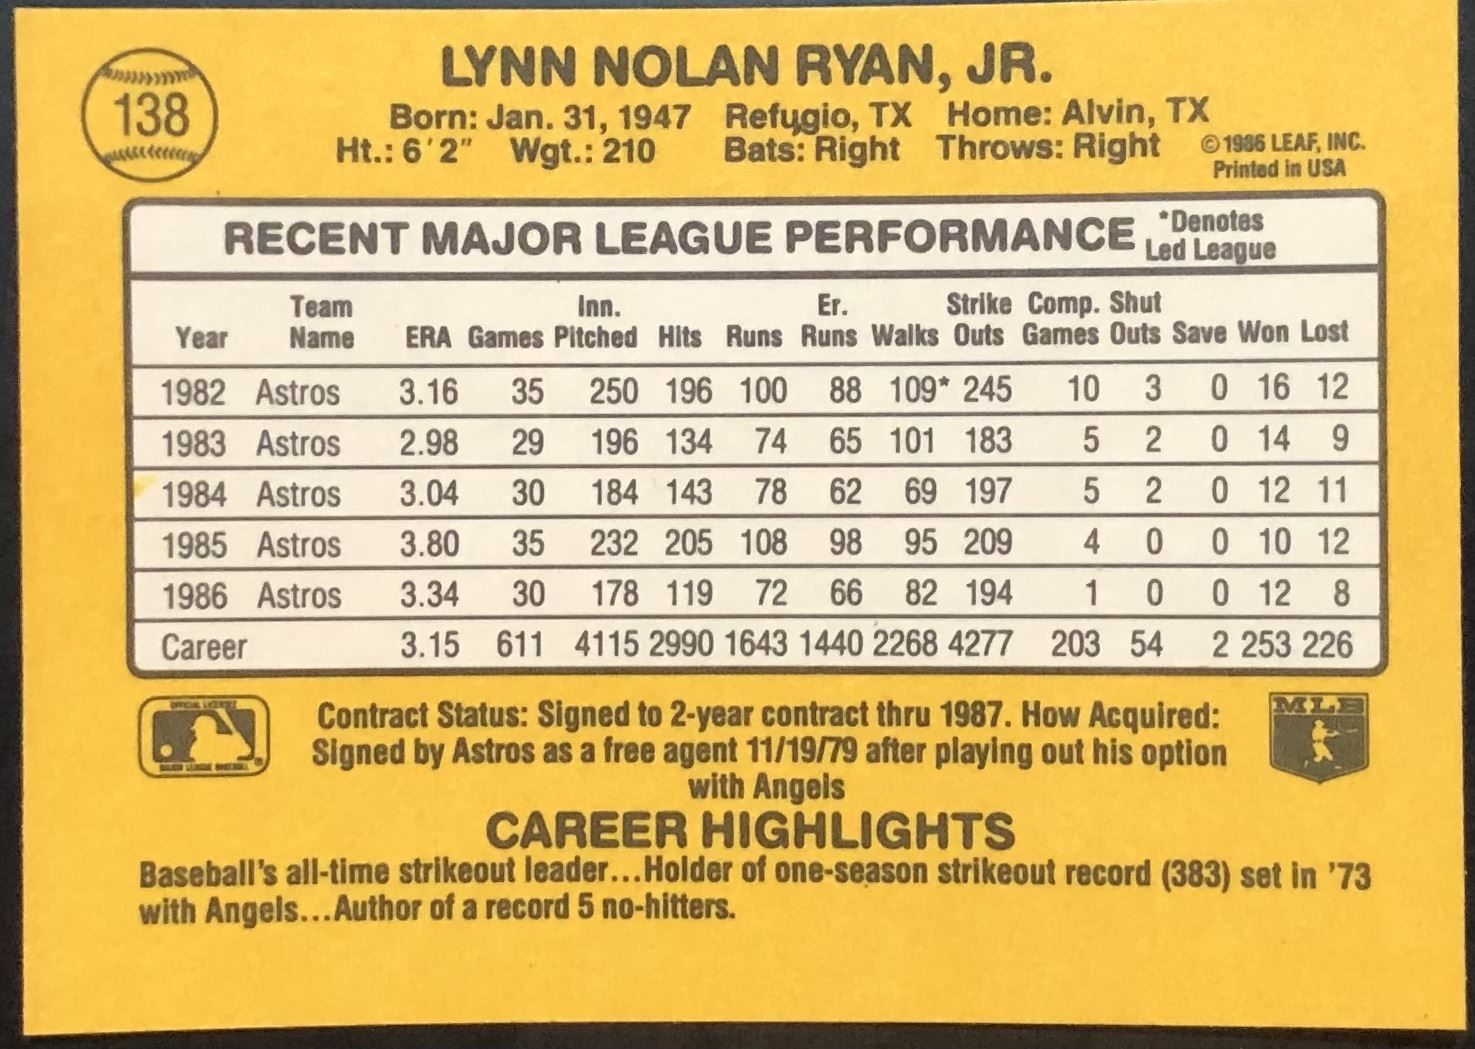 138
LYNN NOLAN RYAN, JR.
Born: Jan. 31, 1947 Refugio, TX Home: Alvin, TX
Ht.: 6'2" Wgt.: 210 Bats: Right Throws: Right
©1986 LEAF, INC.
Printed in USA
RECENT MAJOR LEAGUE PERFORMANCE *Denotes
Led League
Team Inn. Er. Strike Comp. Shut
Year Name ERA Games Pitched Hits Runs Runs Walks Outs Games Outs Save Won Lost
1982 Astros 3.16 35 250 196 100 88 109* 245 10 3 0 16 12
1983 Astros 2.98 29 196 134 74 65 101 183 5 2 0 14 9
1984 Astros 3.04 30 184 143 78 62 69 197 5 2 0 12 11
1985 Astros 3.80 35 232 205 108 98 95 209 4 0 0 10 12
1986 Astros 3.34 30 178 119 72 66 82 194 1 0 0 12 8
Career 3.15 611 4115 2990 1643 1440 2268 4277 203 54 2 253 226
OFFICIAL LICENSEE
MAJOR LEAGUE BASEBALL
®
MLB
Contract Status: Signed to 2-year contract thru 1987. How Acquired:
Signed by Astros as a free agent 11/19/79 after playing out his option
with Angels
CAREER HIGHLIGHTS
Baseball's all-time strikeout leader...Holder of one-season strikeout record (383) set in '73
with Angels...Author of a record 5 no-hitters.